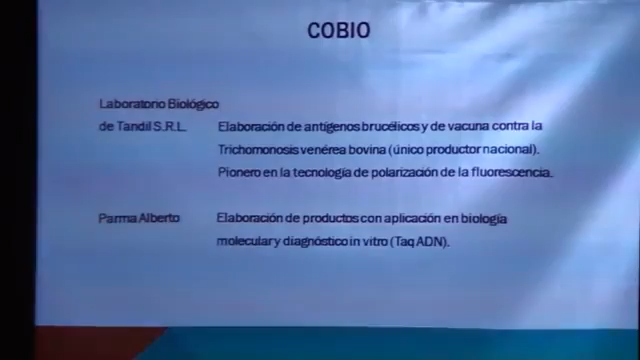 COBIO
Laboratorio Biológico
de Tandil S.R.L. Elaboración de antígenos brucélicos y de vacuna contra la
Trichomonosis venérea bovina (único productor nacional).
Pionero en la tecnología de polarización de la fluorescencia.
Parma Alberto Elaboración de productos con aplicación en biología
molecular y diagnóstico in vitro (Taq ADN).